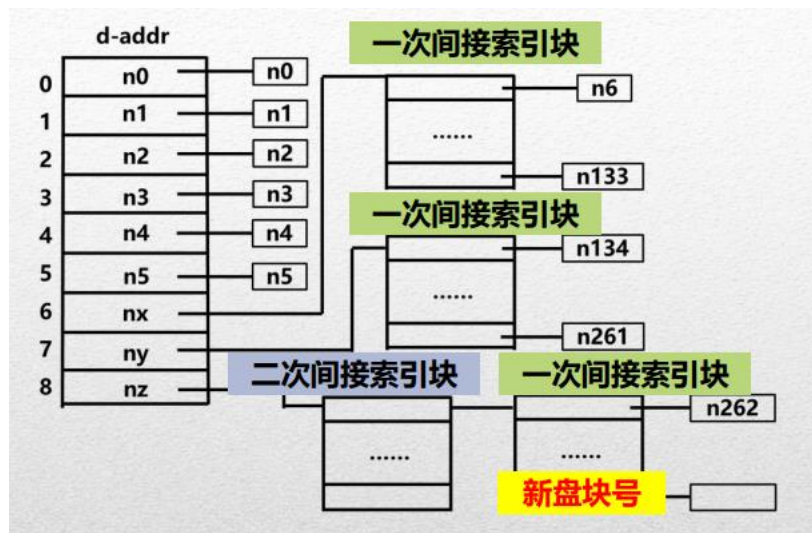 d-addr
一次间接索引块
0 n0 n0
n6
1 n1 n1
......
2 n2 n2
n133
3 n3 n3
一次间接索引块
4 n4 n4
n134
5 n5 n5
......
6 nx
n261
7 ny
二次间接索引块
一次间接索引块
8 nz
n262
......
......
新盘块号